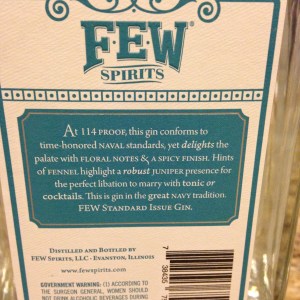 FEW
SPIRITS
At 114 PROOF, this gin conforms to
time-honored NAVAL standards, yet delights the
palate with FLORAL NOTES & A SPICY FINISH. Hints
of FENNEL highlight a robust JUNIPER presence for
the perfect libation to marry with tonic or
cocktails. This is gin in the great NAVY tradition.
FEW STANDARD ISSUE GIN.
DISTILLED AND BOTTLED BY
FEW SPIRITS, LLC - EVANSTON, ILLINOIS
www.fewspirits.com
GOVERNMENT WARNING: (1) ACCORDING TO
THE SURGEON GENERAL, WOMEN SHOULD
NOT DRINK ALCOHOLIC BEVERAGES DURING